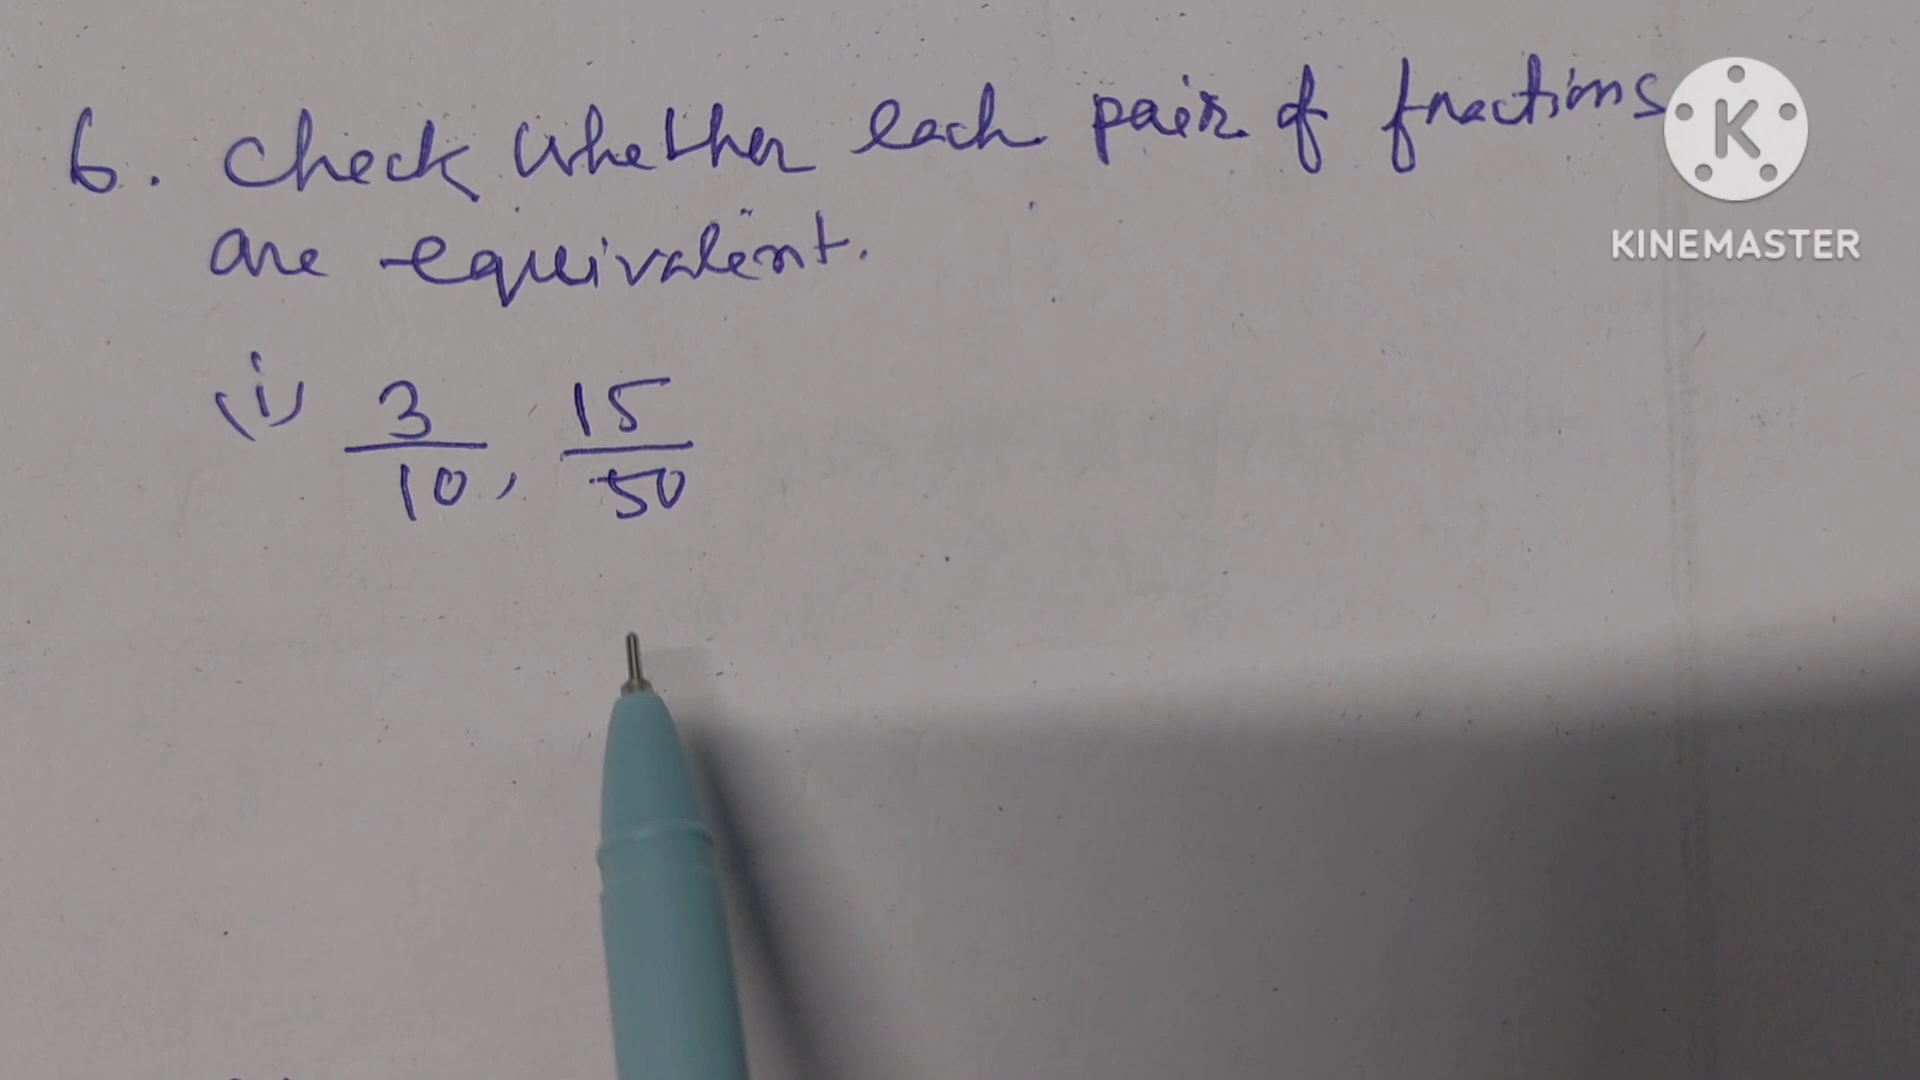 6. Check whether each pair of fractions
are equivalent.
(i) 3/10, 15/50
K
KINEMASTER